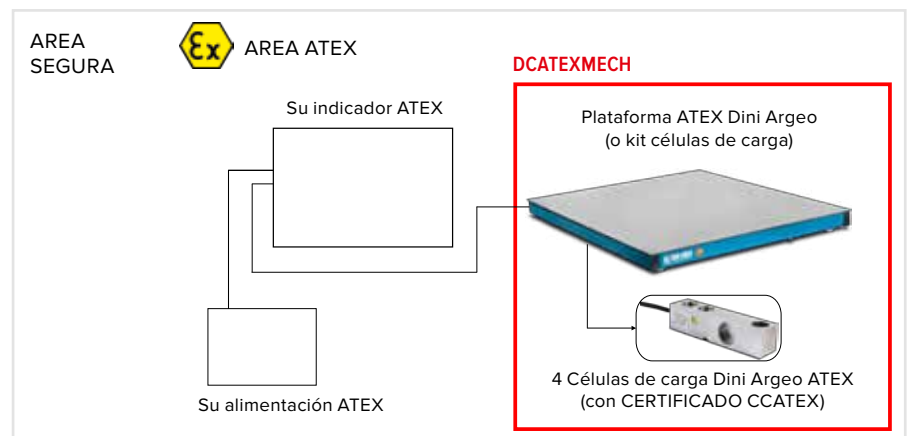 AREA
SEGURA
Ex
AREA ATEX
DCATEXMECH
Su indicador ATEX
Plataforma ATEX Dini Argeo
(o kit células de carga)
4 Células de carga Dini Argeo ATEX
(con CERTIFICADO CCATEX)
Su alimentación ATEX